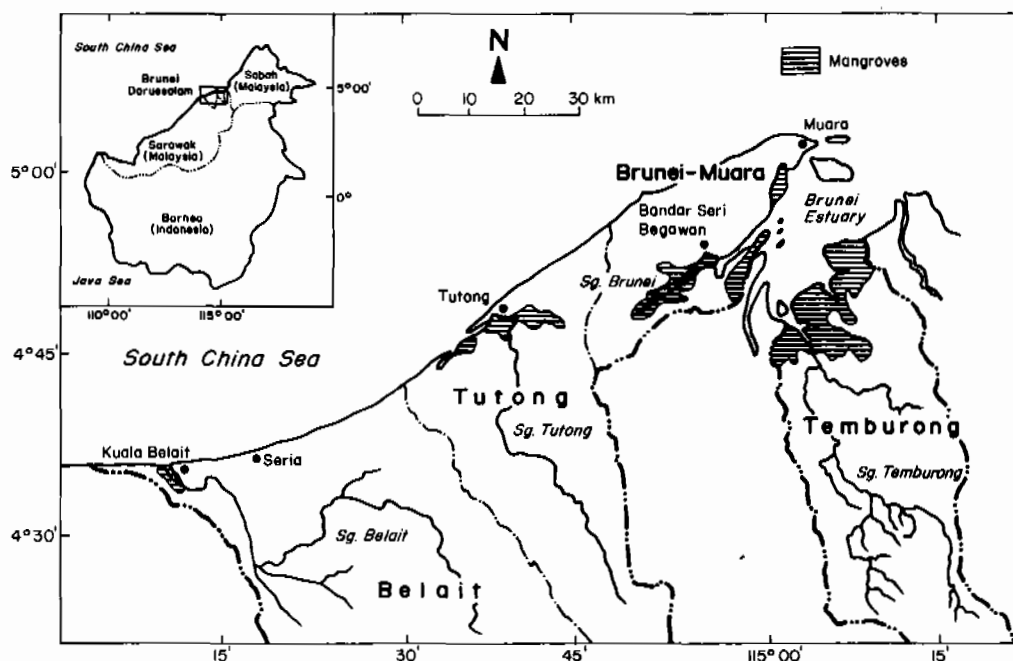 South China Sea
Brunei
Darussalam
Sabah
(Malaysia)
5°00'
Sarawak
(Malaysia)
0°
Borneo
(Indonesia)
Java Sea
110°00'
115°00'
N
0 10 20 30 km
Mangroves
Muara
5°00'
Brunei-Muara
Bandar Seri
Begawan
Brunei
Estuary
Sg. Brunei
Tutong
4°45'
South China Sea
Tutong
Sg. Tutong
Temburong
Sg. Temburong
Kuala Belait
Seria
4°30'
Sg. Belait
Belait
15'
30'
45'
115°00'
15'